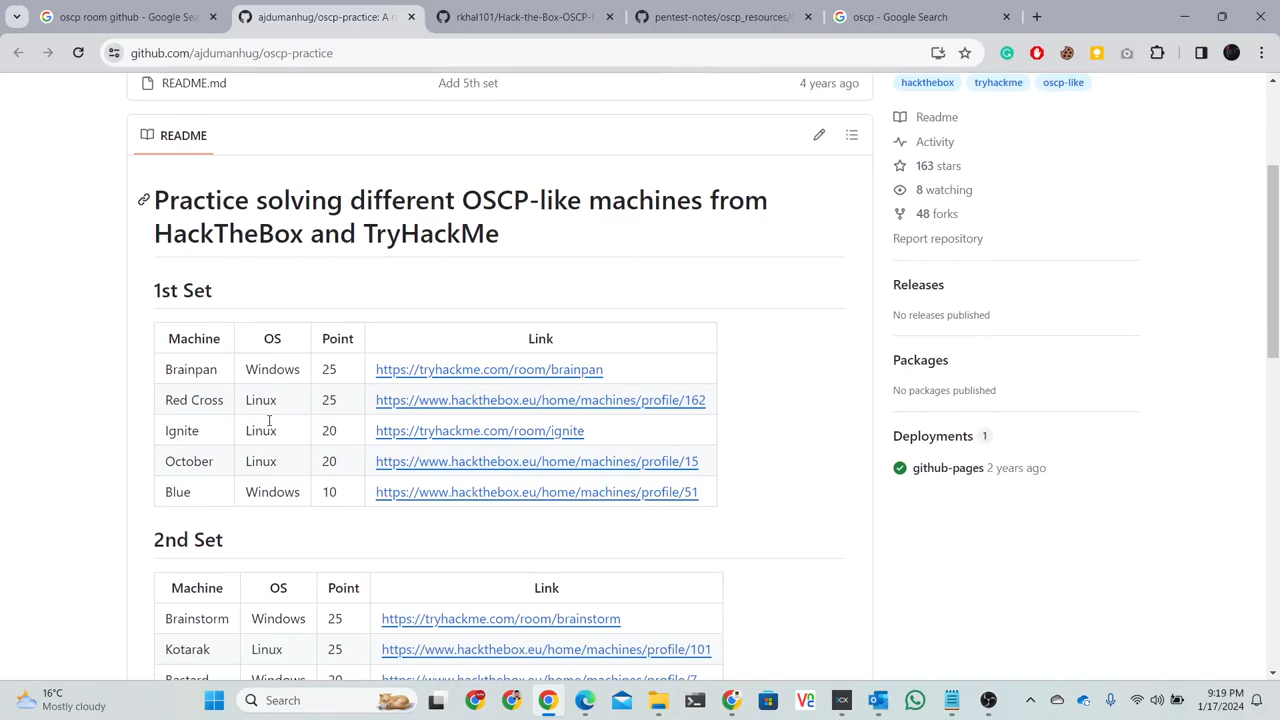 oscp room - Google Sea
ajdumanhug/oscp-practice: A r
rkhal101/Hack-the-Box-OSCP-P
pentest-notes/oscp_resources/
oscp - Google Search
github.com/ajdumanhug/oscp-practice
README.md Add 5th set 4 years ago
hackthebox tryhackme oscp-like
README
Readme
Activity
163 stars
8 watching
48 forks
Report repository
Releases
No releases published
Packages
No packages published
Deployments 1
github-pages 2 years ago
Practice solving different OSCP-like machines from
HackTheBox and TryHackMe
1st Set
Machine OS Point Link
Brainpan Windows 25 https://tryhackme.com/room/brainpan
Red Cross Linux 25 https://www.hackthebox.eu/home/machines/profile/162
Ignite Linux 20 https://tryhackme.com/room/ignite
October Linux 20 https://www.hackthebox.eu/home/machines/profile/15
Blue Windows 10 https://www.hackthebox.eu/home/machines/profile/51
2nd Set
Machine OS Point Link
Brainstorm Windows 25 https://tryhackme.com/room/brainstorm
Kotarak Linux 25 https://www.hackthebox.eu/home/machines/profile/101
16°C
Mostly cloudy
Search
9:19 PM
1/17/2024